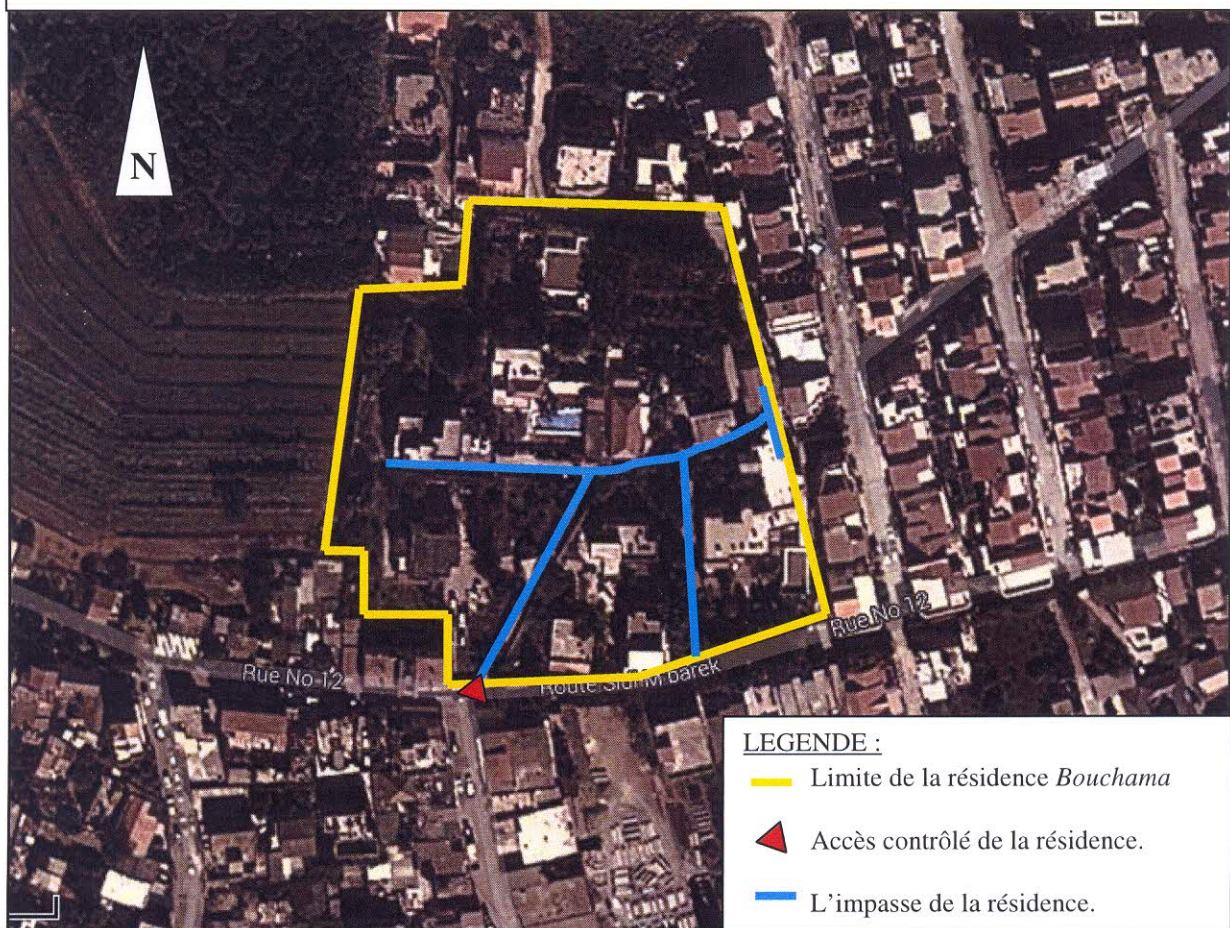 N
Rue No 12
Rue No 12
LEGENDE :
Limite de la résidence Bouchama
Accès contrôlé de la résidence.
L'impasse de la résidence.